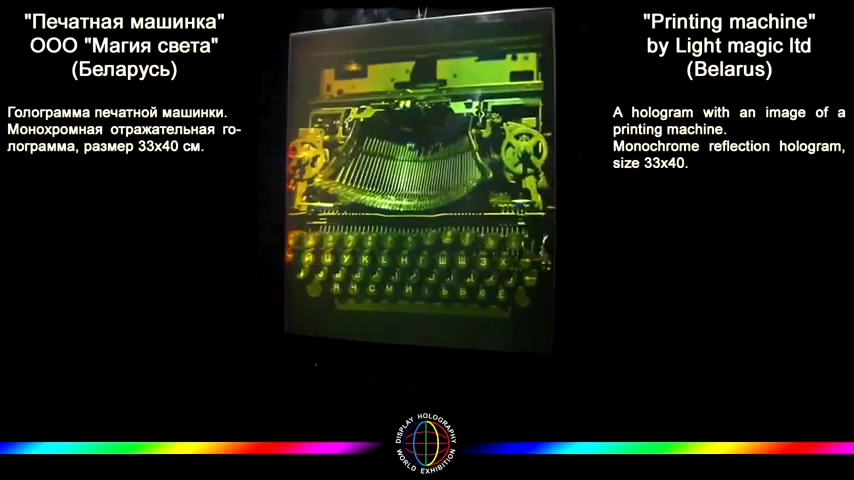 "Печатная машинка"
ООО "Магия света"
(Беларусь)
Голограмма печатной машинки.
Монохромная отражательная го-
лограмма, размер 33х40 см.
"Printing machine"
by Light magic ltd
(Belarus)
A hologram with an image of a
printing machine.
Monochrome reflection hologram,
size 33x40.
Й Ц У К Е Н Г Ш Щ З Х
Я Ч С М И Ь Б Ю Ё
DISPLAY HOLOGRAPHY
WORLD EXHIBITION